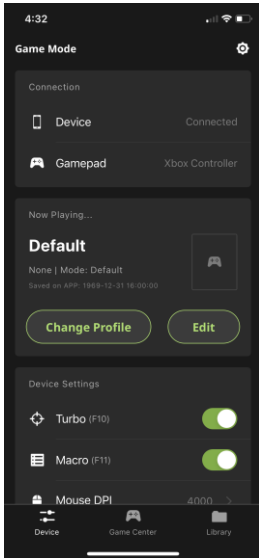 4:32
Game Mode
Connection
Device Connected
Gamepad Xbox Controller
Now Playing...
Default
None | Mode: Default
Saved an APP: 1969-12-31 16:00:00
Change Profile Edit
Device Settings
Turbo (F10)
Macro (F11)
Mouse DPI 4000
Device Game Center Library